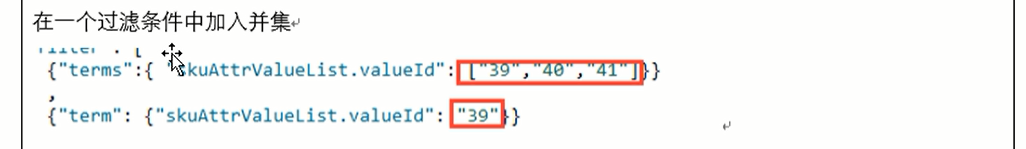 在一个过滤条件中加入并集
filter": [
{"terms":{ "skuAttrValueList.valueId": ["39","40","41"]}}
,
{"term": {"skuAttrValueList.valueId": "39"}}